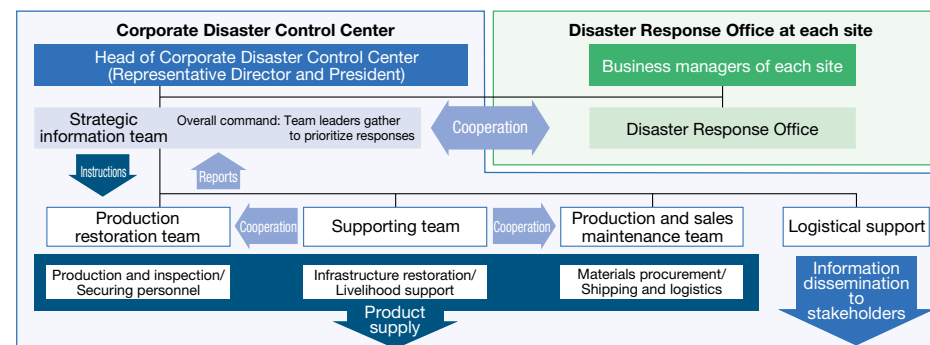 Corporate Disaster Control Center
Disaster Response Office at each site
Head of Corporate Disaster Control Center
(Representative Director and President)
Business managers of each site
Strategic
information team
Overall command: Team leaders gather
to prioritize responses
Cooperation
Disaster Response Office
Instructions
Reports
Production
restoration team
Cooperation
Supporting team
Cooperation
Production and sales
maintenance team
Logistical support
Production and inspection/
Securing personnel
Infrastructure restoration/
Livelihood support
Materials procurement/
Shipping and logistics
Information
dissemination
to
stakeholders
Product
supply